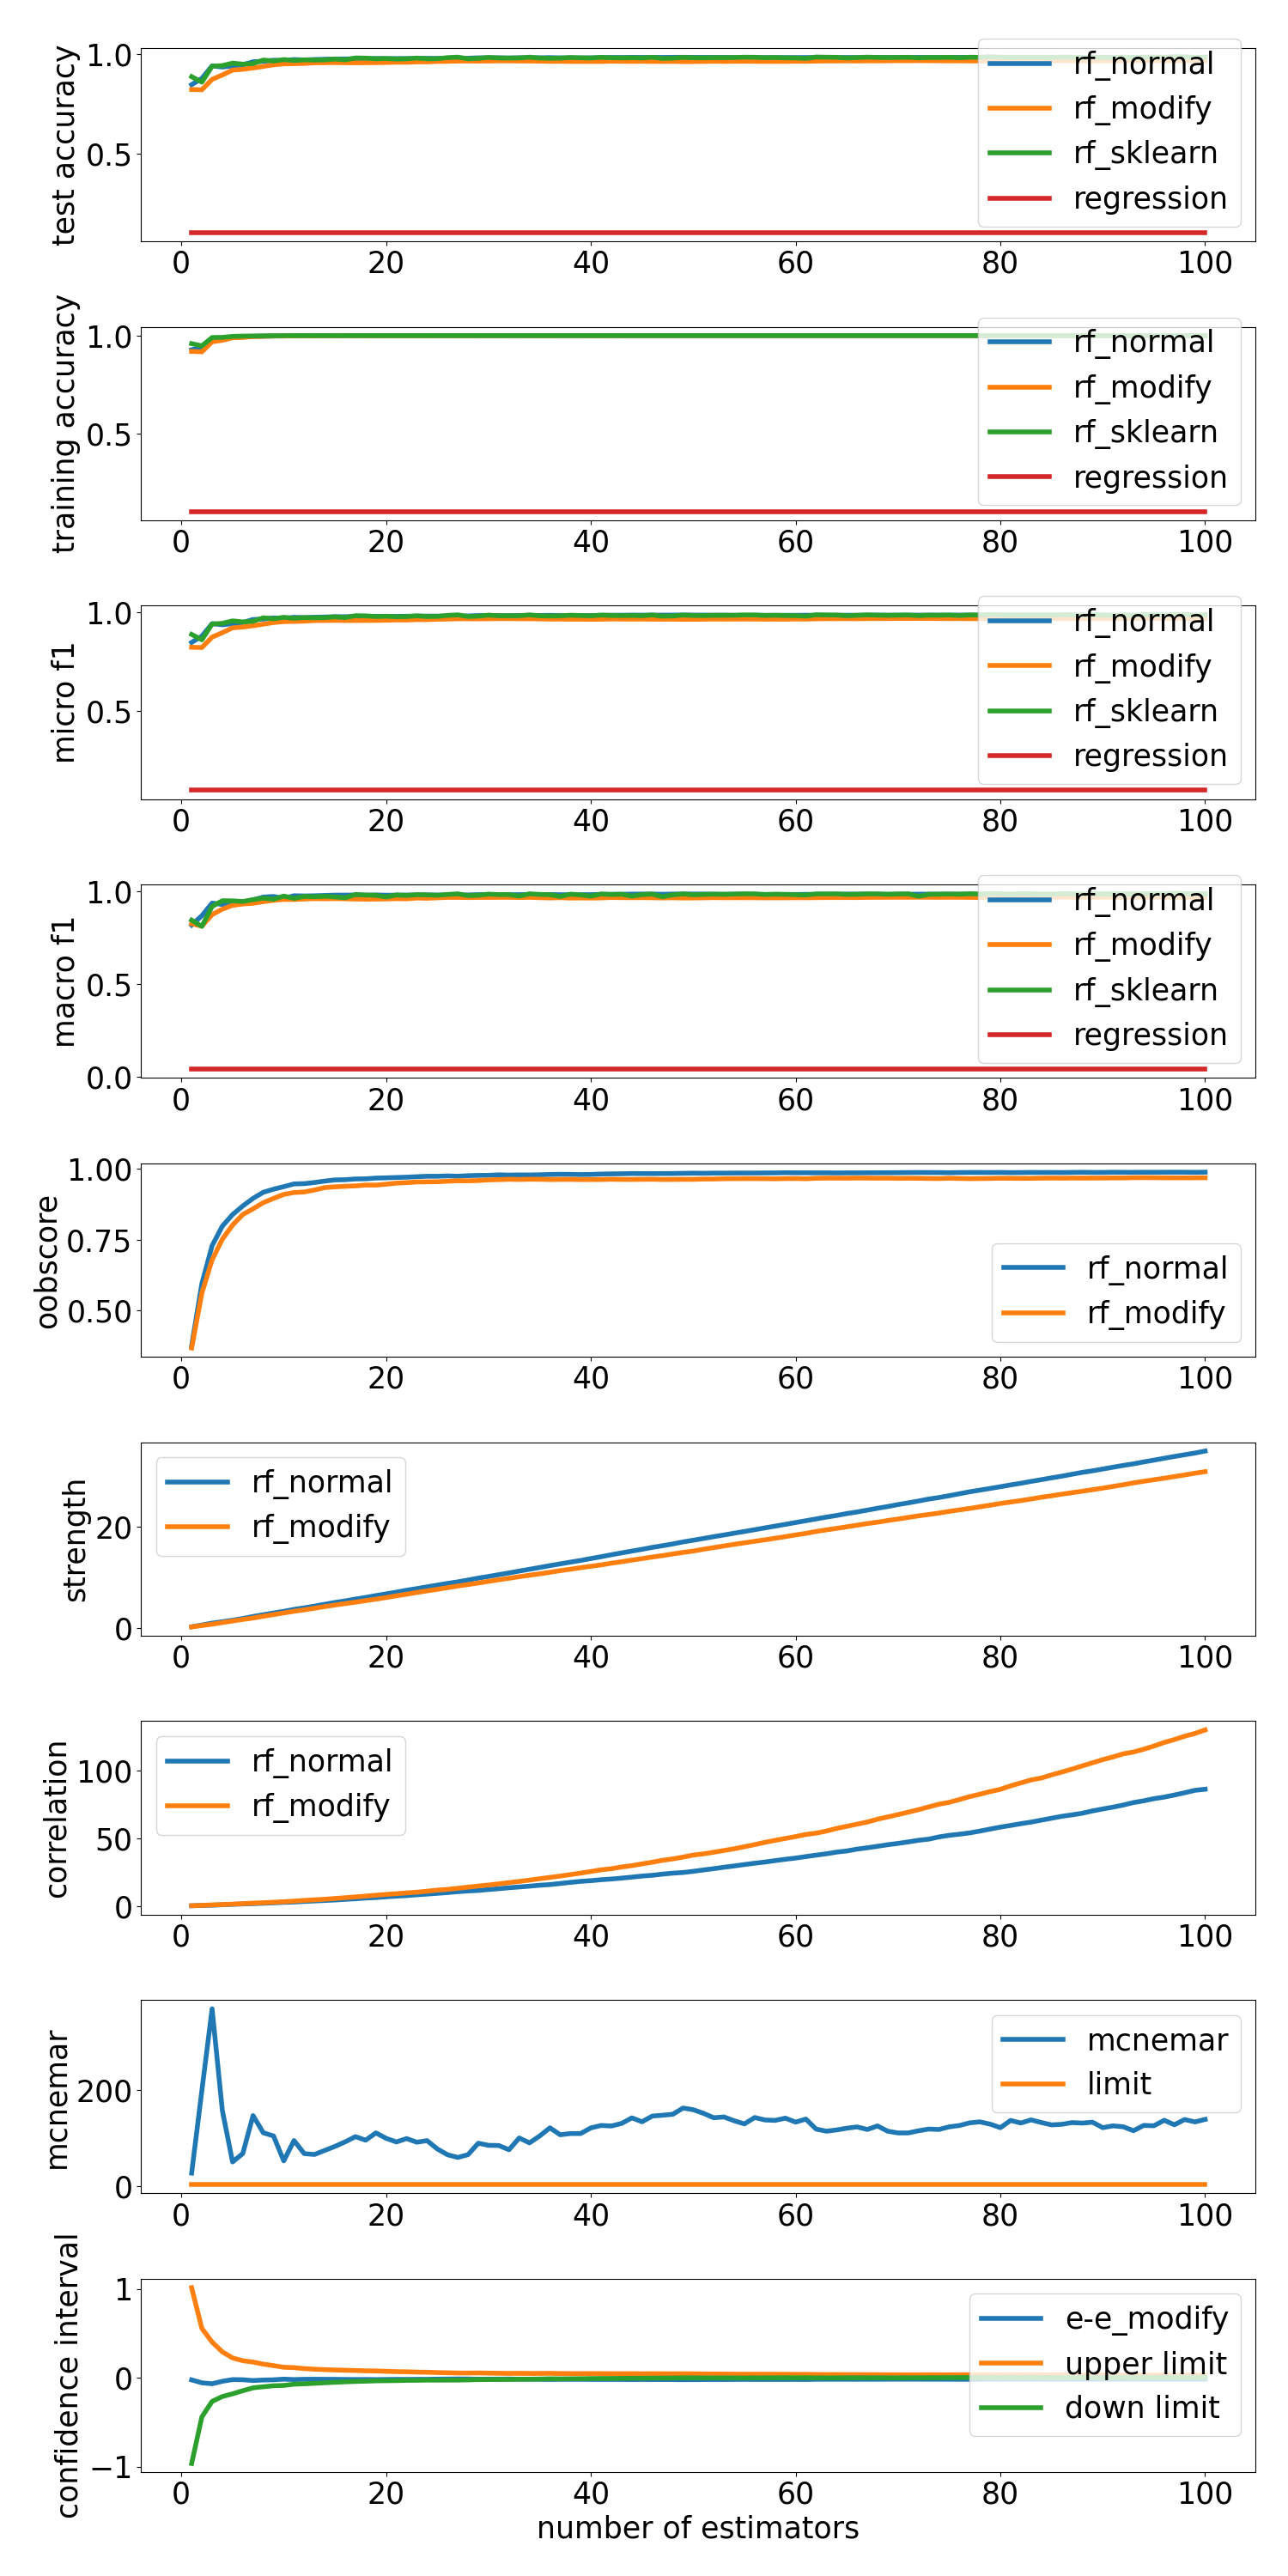 test accuracy
1.0
0.5
0 20 40 60 80 100
rf_normal
rf_modify
rf_sklearn
regression
training accuracy
1.0
0.5
0 20 40 60 80 100
rf_normal
rf_modify
rf_sklearn
regression
micro f1
1.0
0.5
0 20 40 60 80 100
rf_normal
rf_modify
rf_sklearn
regression
macro f1
1.0
0.5
0.0
0 20 40 60 80 100
rf_normal
rf_modify
rf_sklearn
regression
oobscore
1.00
0.75
0.50
0 20 40 60 80 100
rf_normal
rf_modify
strength
20
0
0 20 40 60 80 100
rf_normal
rf_modify
correlation
100
50
0
0 20 40 60 80 100
rf_normal
rf_modify
mcnemar
200
0
0 20 40 60 80 100
mcnemar
limit
confidence interval
1
0
−1
0 20 40 60 80 100
e-e_modify
upper limit
down limit
number of estimators